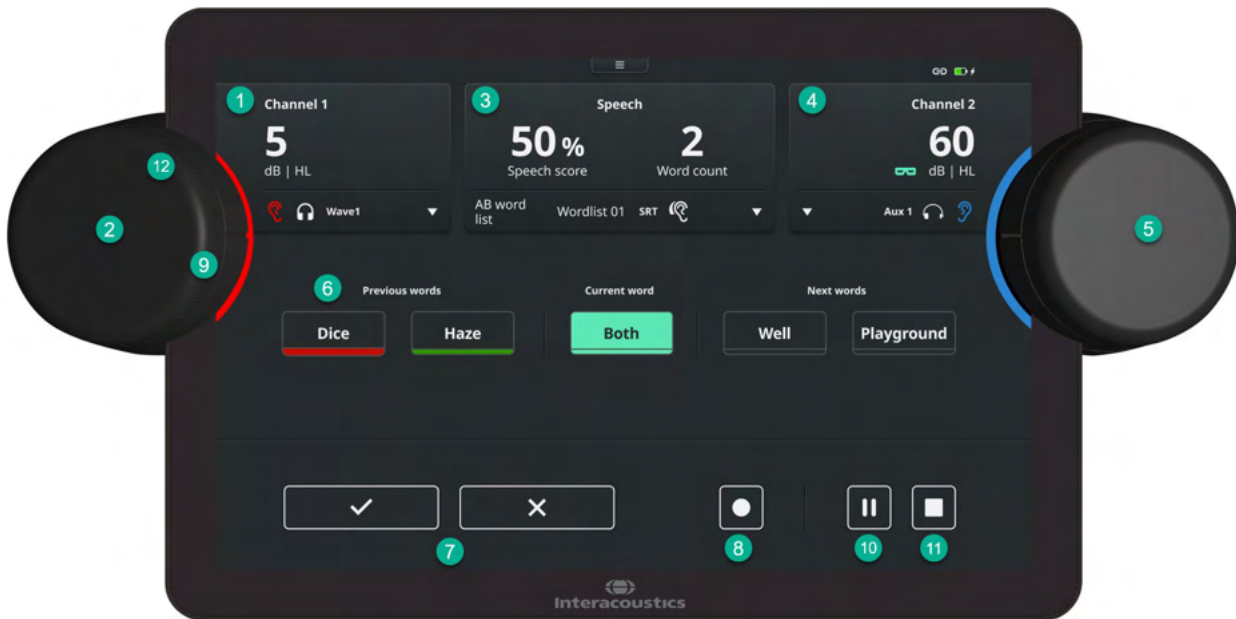 1 Channel 1
5
dB | HL
Wave1
3 Speech
50 % 2
Speech score Word count
AB word
list
Wordlist 01 SRT
4 Channel 2
60
dB | HL
Aux 1
12
2
9
5
6 Previous words Current word Next words
Dice Haze Both Well Playground
7
8
10
11
Interacoustics